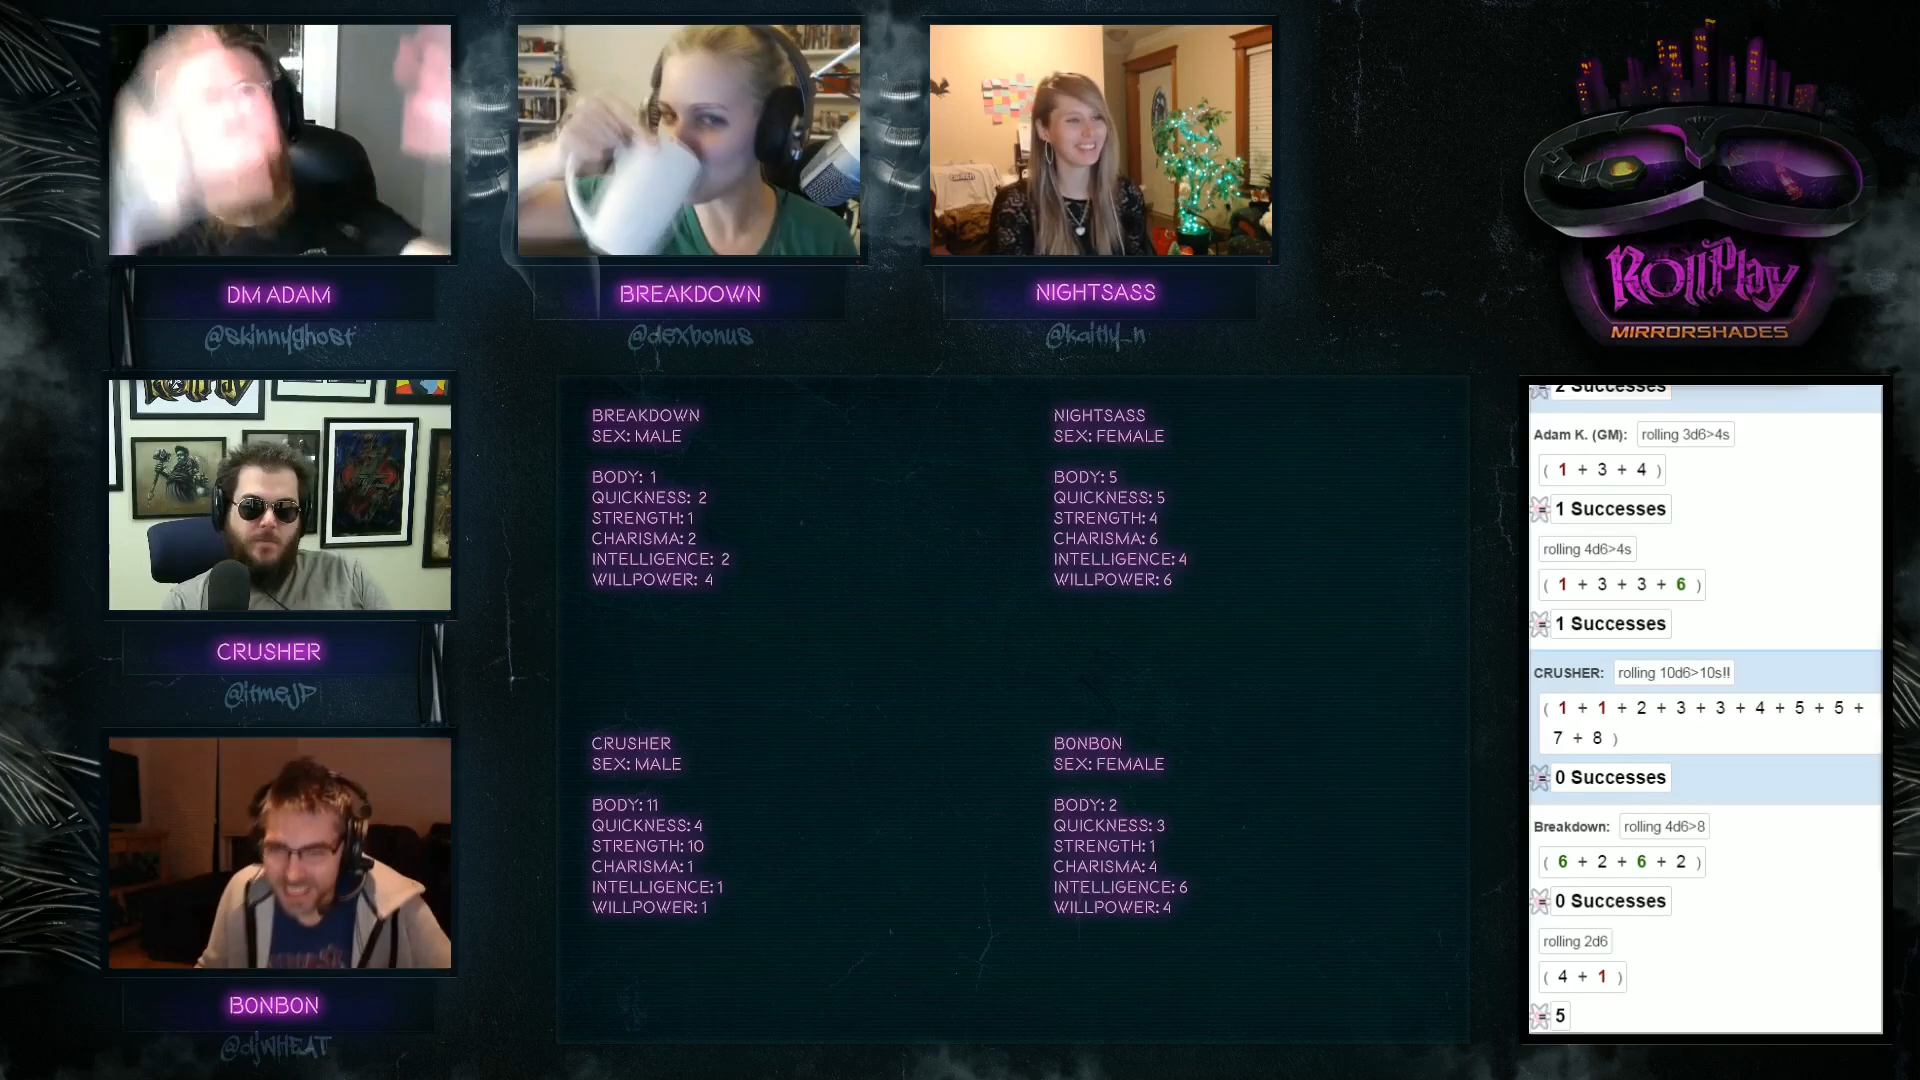 DM ADAM
@skinnyghost
BREAKDOWN
@dexbonus
NIGHTSASS
@kaitly_n
ROLLPLAY
MIRRORSHADES
CRUSHER
@itmeJP
BONBON
@djWHEAT
BREAKDOWN
SEX: MALE
BODY: 1
QUICKNESS: 2
STRENGTH: 1
CHARISMA: 2
INTELLIGENCE: 2
WILLPOWER: 4
NIGHTSASS
SEX: FEMALE
BODY: 5
QUICKNESS: 5
STRENGTH: 4
CHARISMA: 6
INTELLIGENCE: 4
WILLPOWER: 6
CRUSHER
SEX: MALE
BODY: 11
QUICKNESS: 4
STRENGTH: 10
CHARISMA: 1
INTELLIGENCE: 1
WILLPOWER: 1
BONBON
SEX: FEMALE
BODY: 2
QUICKNESS: 3
STRENGTH: 1
CHARISMA: 4
INTELLIGENCE: 6
WILLPOWER: 4
= 2 Successes
Adam K. (GM): rolling 3d6>4s
( 1 + 3 + 4 )
= 1 Successes
rolling 4d6>4s
( 1 + 3 + 3 + 6 )
= 1 Successes
CRUSHER: rolling 10d6>10s!!
( 1 + 1 + 2 + 3 + 3 + 4 + 5 + 5 +
7 + 8 )
= 0 Successes
Breakdown: rolling 4d6>8
( 6 + 2 + 6 + 2 )
= 0 Successes
rolling 2d6
( 4 + 1 )
= 5